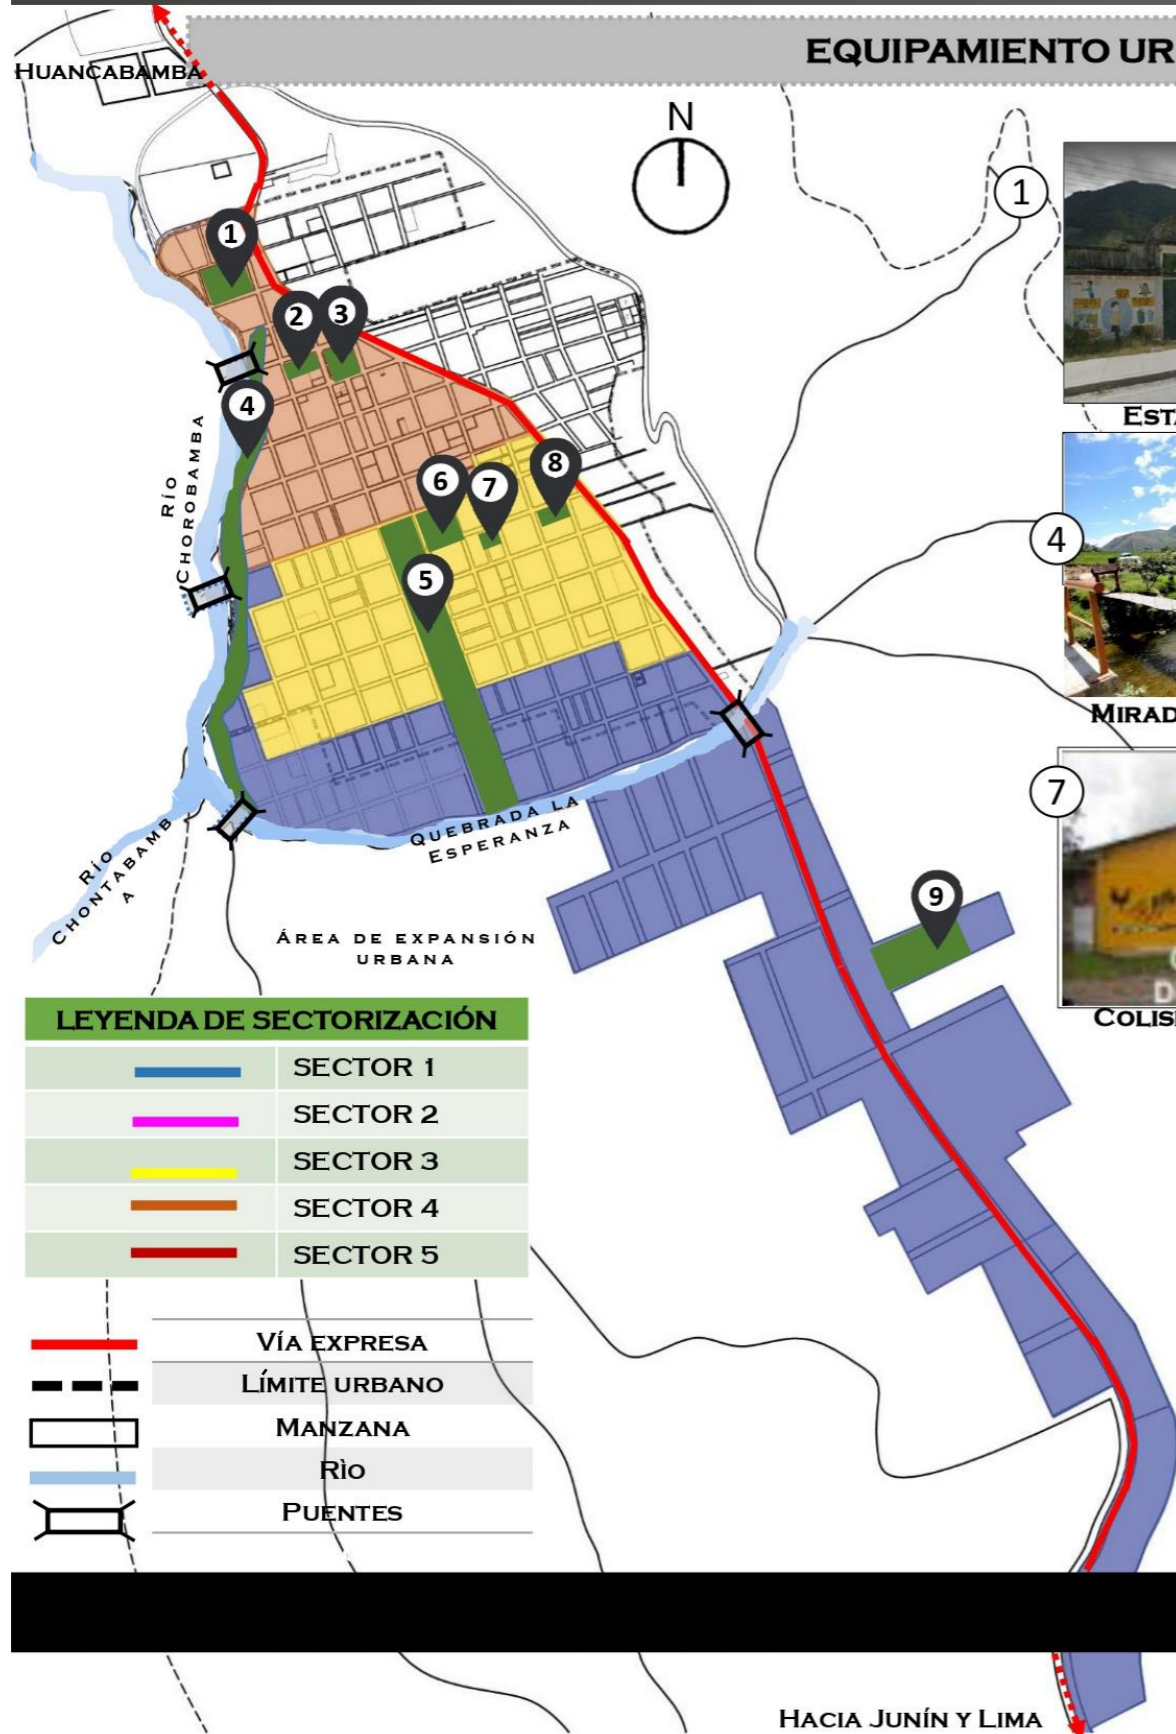 EQUIPAMIENTO UR
HUANCABAMBA
N
1
1
2
3
EST
4
RÍO
CHOROBAMBA
6
7
8
4
5
MIRAD
7
QUEBRADA LA
ESPERANZA
RÍO
CHONTABAMB
A
9
ÁREA DE EXPANSIÓN
URBANA
D
COLIS
LEYENDA DE SECTORIZACIÓN
SECTOR 1
SECTOR 2
SECTOR 3
SECTOR 4
SECTOR 5
VÍA EXPRESA
LÍMITE URBANO
MANZANA
RÌO
PUENTES
HACIA JUNÍN Y LIMA